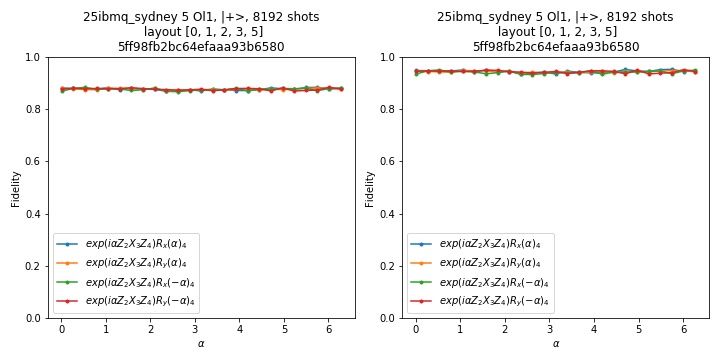 25ibmq_sydney 5 Ol1, |+>, 8192 shots
layout [0, 1, 2, 3, 5]
5ff98fb2bc64efaaa93b6580
1.0
0.8
0.6
0.4
0.2
0.0
Fidelity
exp(iαZ₂X₃Z₄)Rₓ(α)₄
exp(iαZ₂X₃Z₄)Rᵧ(α)₄
exp(iαZ₂X₃Z₄)Rₓ(−α)₄
exp(iαZ₂X₃Z₄)Rᵧ(−α)₄
0 1 2 3 4 5 6
α
25ibmq_sydney 5 Ol1, |+>, 8192 shots
layout [0, 1, 2, 3, 5]
5ff98fb2bc64efaaa93b6580
1.0
0.8
0.6
0.4
0.2
0.0
Fidelity
exp(iαZ₂X₃Z₄)Rₓ(α)₄
exp(iαZ₂X₃Z₄)Rᵧ(α)₄
exp(iαZ₂X₃Z₄)Rₓ(−α)₄
exp(iαZ₂X₃Z₄)Rᵧ(−α)₄
0 1 2 3 4 5 6
α